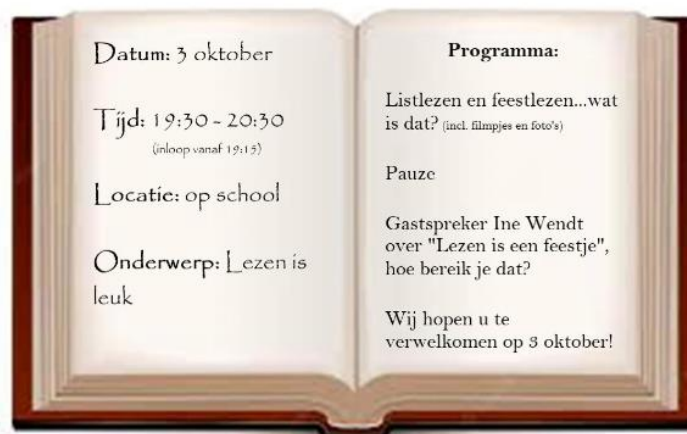 Datum: 3 oktober
Tijd: 19:30 - 20:30
(inloop vanaf 19:15)
Locatie: op school
Onderwerp: Lezen is
leuk
Programma:
Listlezen en feestlezen...wat
is dat? (incl. filmpjes en foto's)
Pauze
Gastspreker Ine Wendt
over "Lezen is een feestje",
hoe bereik je dat?
Wij hopen u te
verwelkomen op 3 oktober!